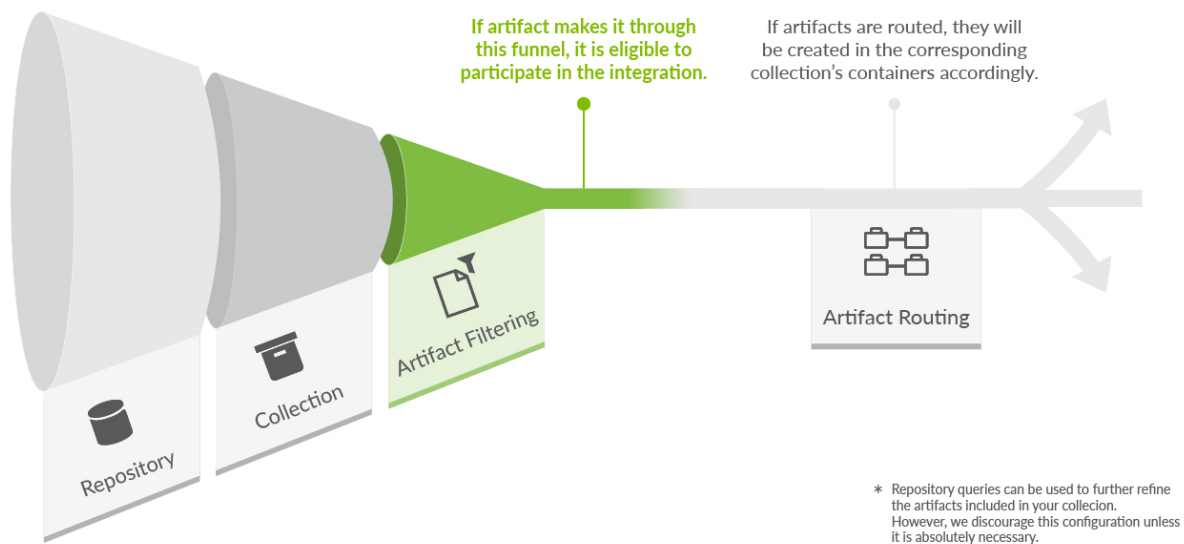 If artifact makes it through
this funnel, it is eligible to
participate in the integration.
If artifacts are routed, they will
be created in the corresponding
collection's containers accordingly.
Artifact Filtering
Artifact Routing
Collection
Repository
* Repository queries can be used to further refine
the artifacts included in your collecion.
However, we discourage this configuration unless
it is absolutely necessary.